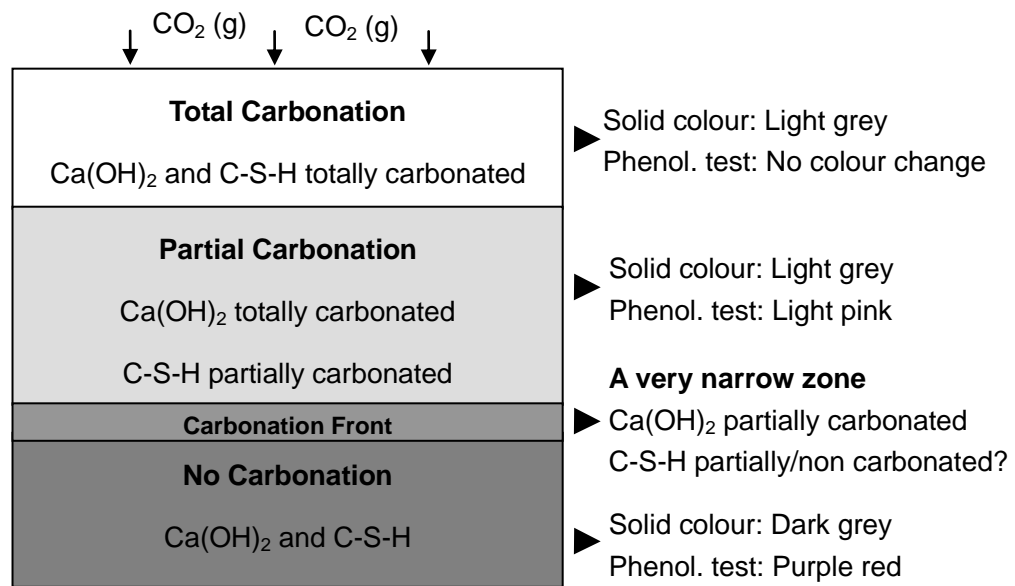 CO₂ (g) CO₂ (g)
Total Carbonation
Ca(OH)₂ and C-S-H totally carbonated
Solid colour: Light grey
Phenol. test: No colour change
Partial Carbonation
Ca(OH)₂ totally carbonated
C-S-H partially carbonated
Solid colour: Light grey
Phenol. test: Light pink
Carbonation Front
A very narrow zone
Ca(OH)₂ partially carbonated
C-S-H partially/non carbonated?
No Carbonation
Ca(OH)₂ and C-S-H
Solid colour: Dark grey
Phenol. test: Purple red